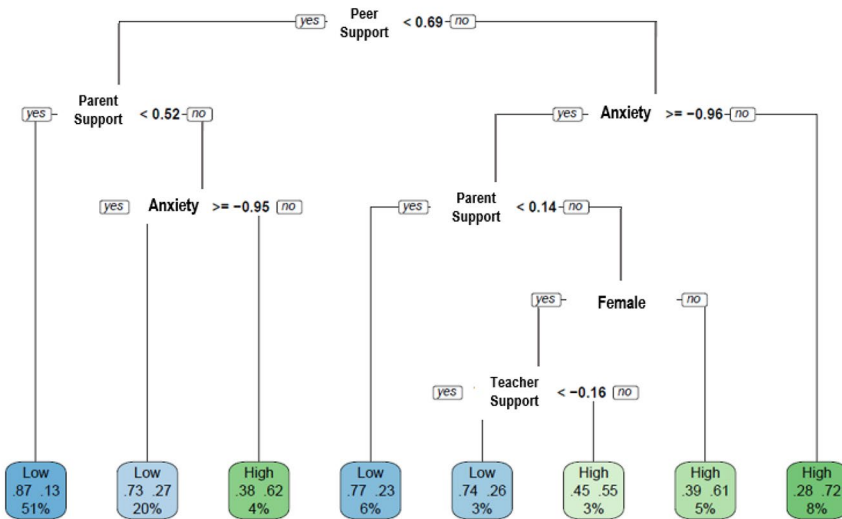 yes Peer Support < 0.69 no
yes Parent Support < 0.52 no
yes Anxiety >= −0.96 no
yes Anxiety >= −0.95 no
yes Parent Support < 0.14 no
yes Female no
yes Teacher Support < −0.16 no
Low
.87 .13
51%
Low
.73 .27
20%
High
.38 .62
4%
Low
.77 .23
6%
Low
.74 .26
3%
High
.45 .55
3%
High
.39 .61
5%
High
.28 .72
8%